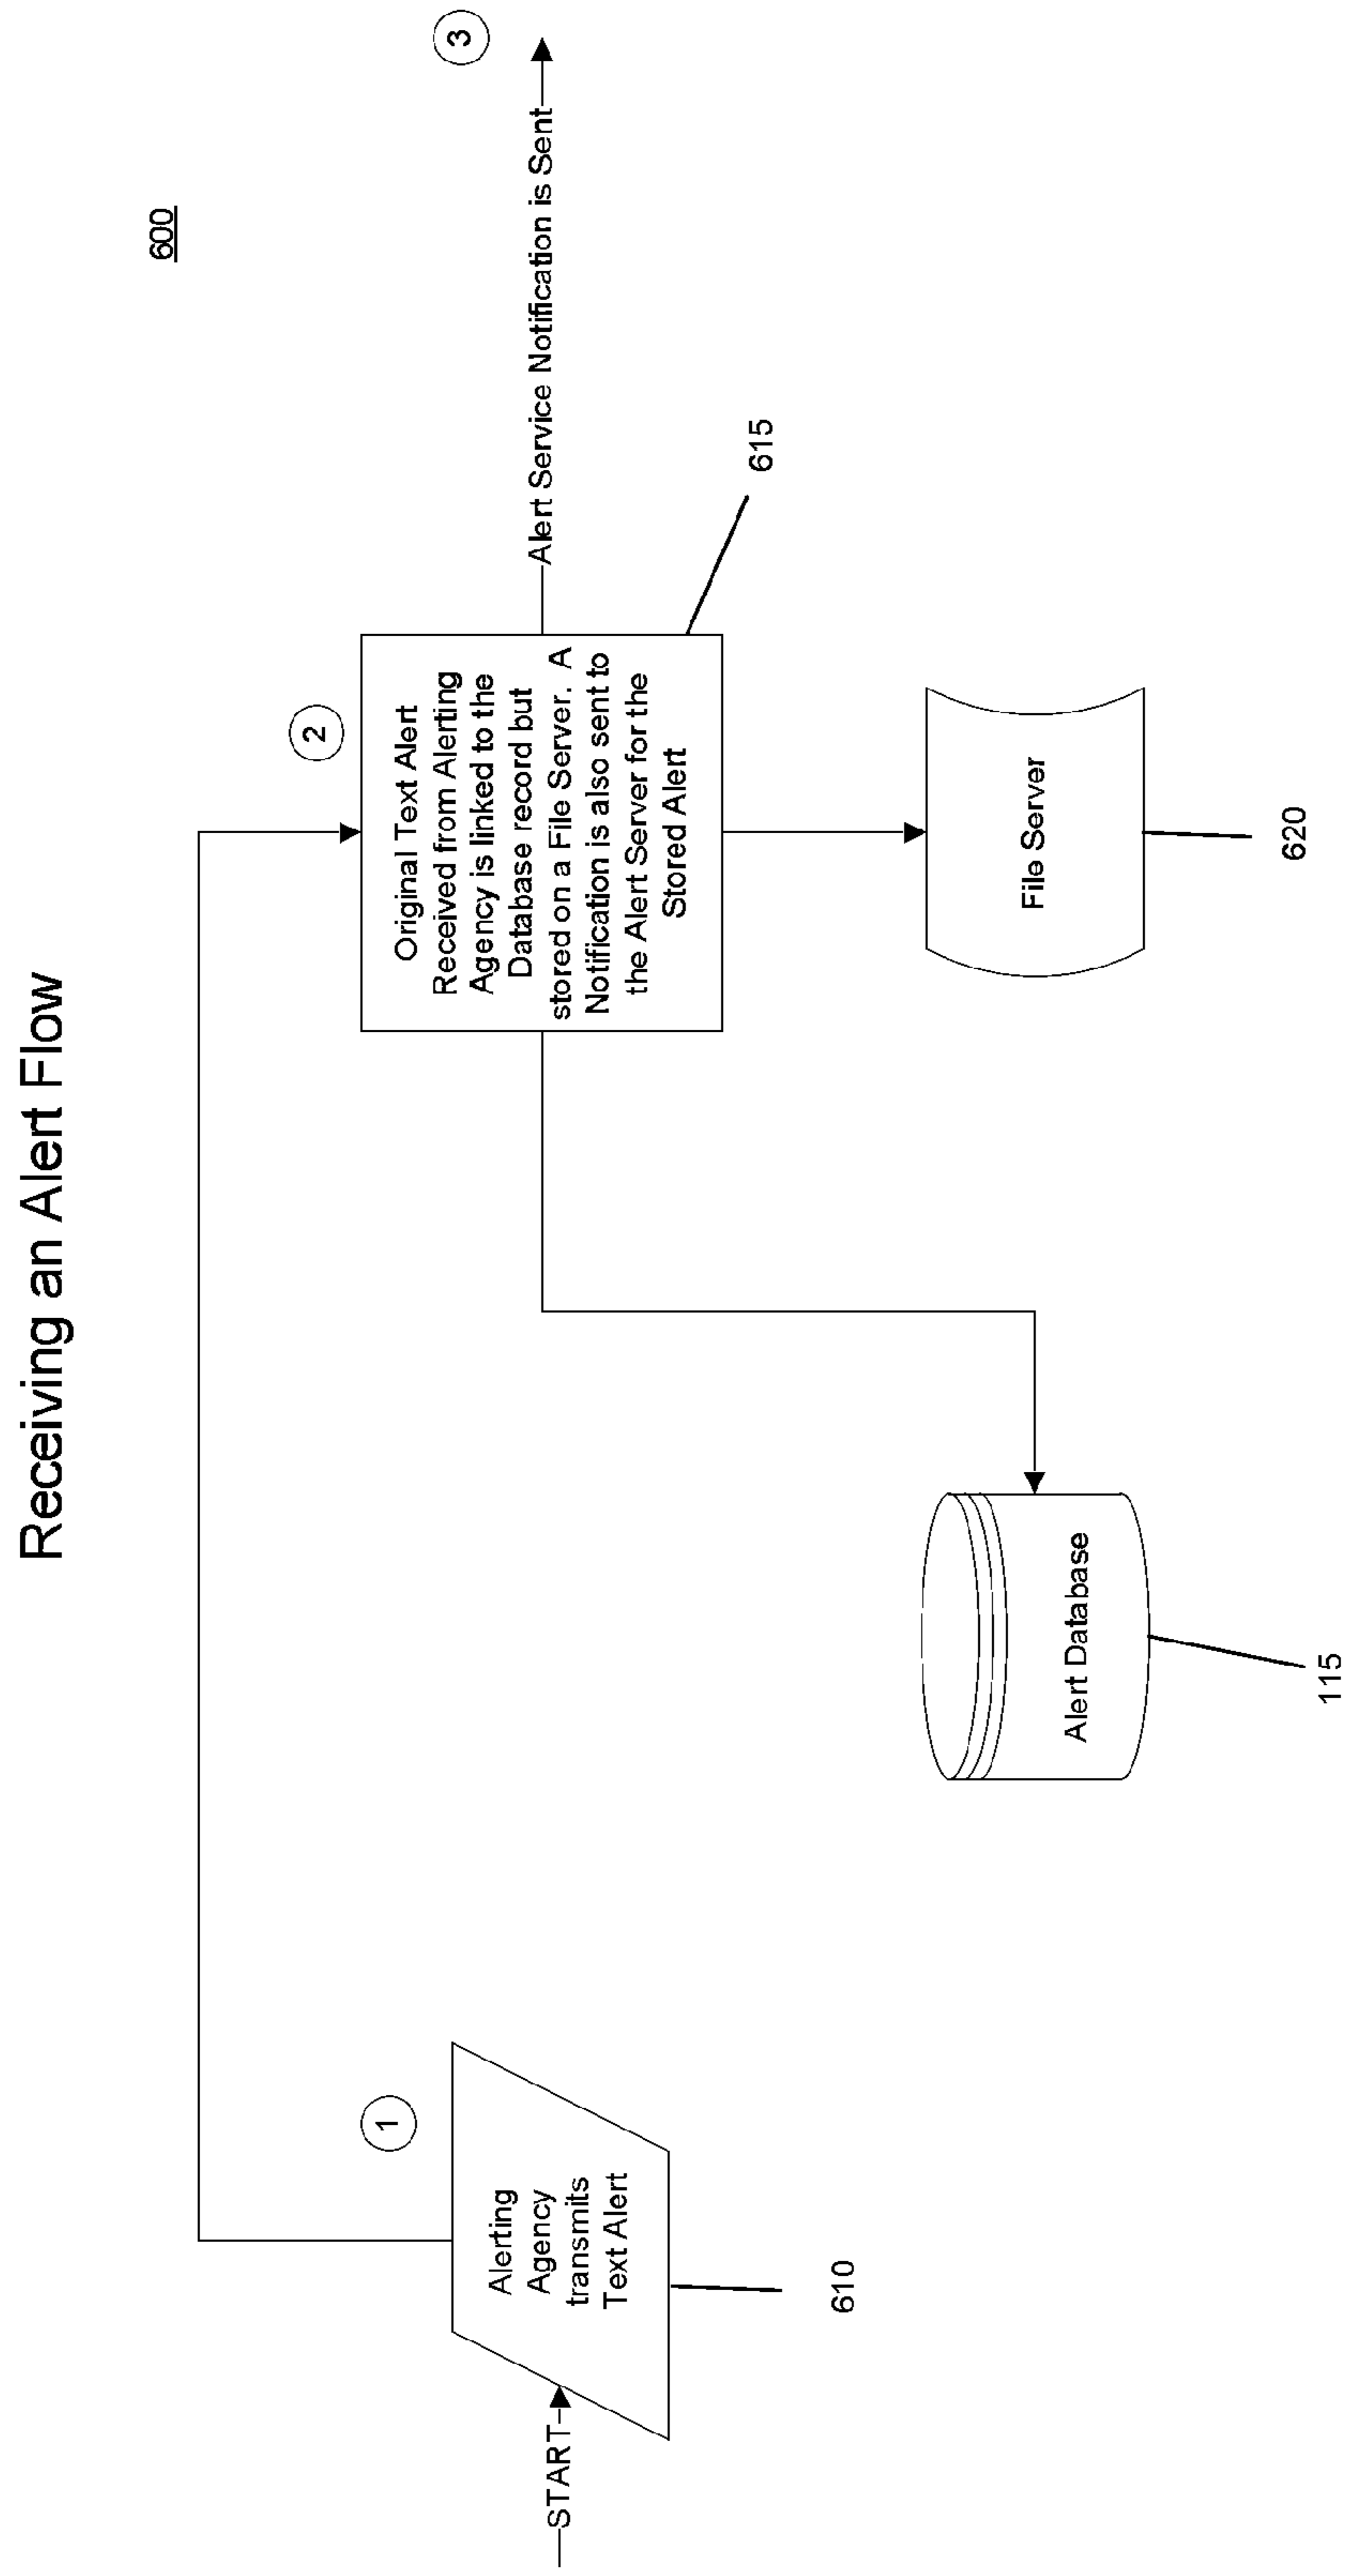 Receiving an Alert Flow
600
START
1
Alerting
Agency
transmits
Text Alert
610
2
Original Text Alert
Received from Alerting
Agency is linked to the
Database record but
stored on a File Server. A
Notification is also sent to
the Alert Server for the
Stored Alert
615
Alert Service Notification is Sent
3
Alert Database
115
File Server
620